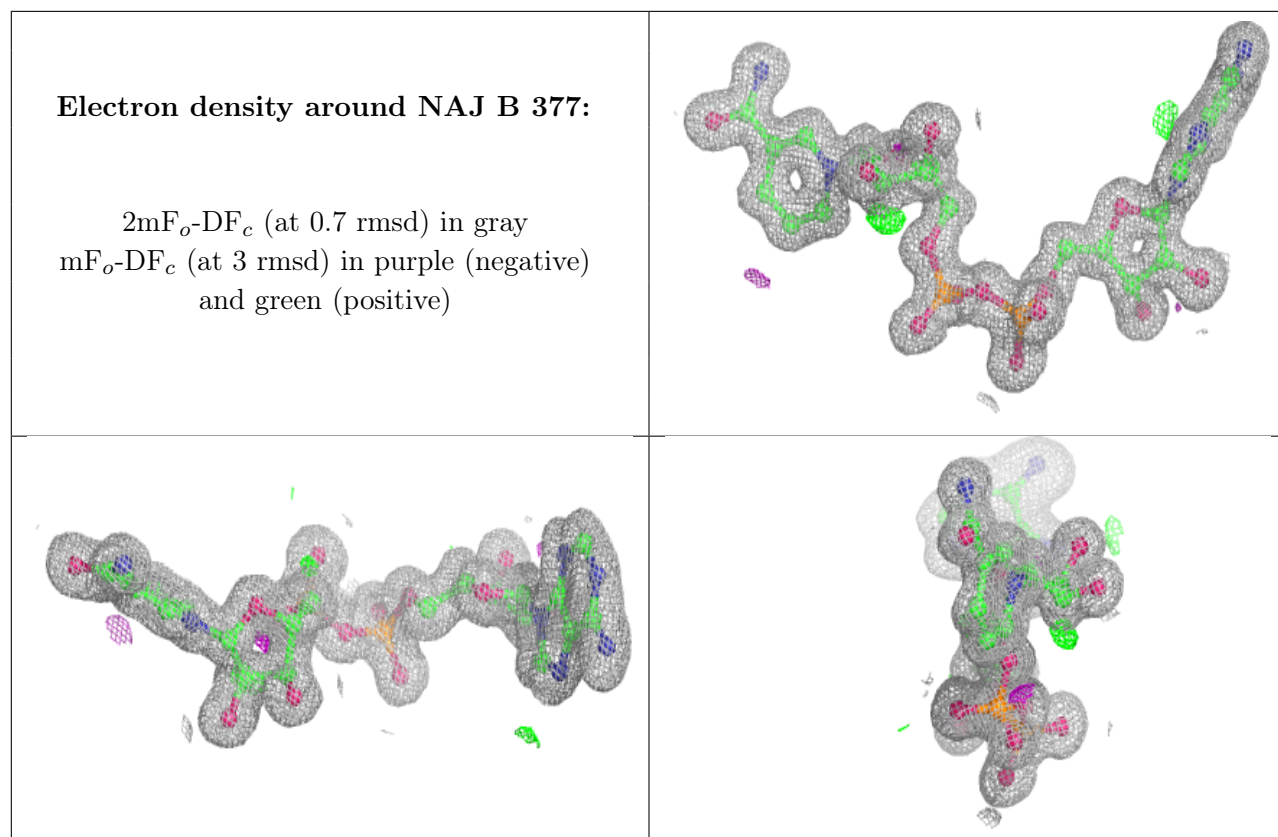 Electron density around NAJ B 377:
2mFo-DFc (at 0.7 rmsd) in gray
mFo-DFc (at 3 rmsd) in purple (negative)
and green (positive)